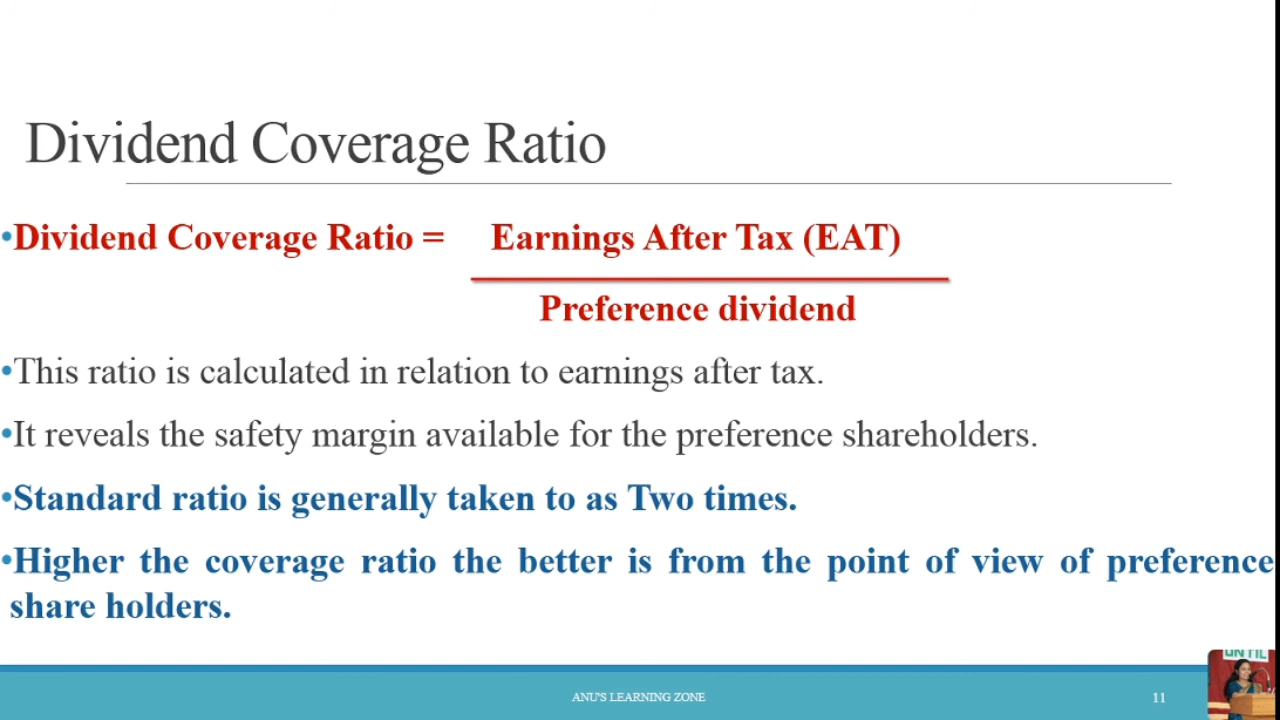 Dividend Coverage Ratio
•Dividend Coverage Ratio = Earnings After Tax (EAT)
Preference dividend
•This ratio is calculated in relation to earnings after tax.
•It reveals the safety margin available for the preference shareholders.
•Standard ratio is generally taken to as Two times.
•Higher the coverage ratio the better is from the point of view of preference
share holders.
ANU'S LEARNING ZONE
11